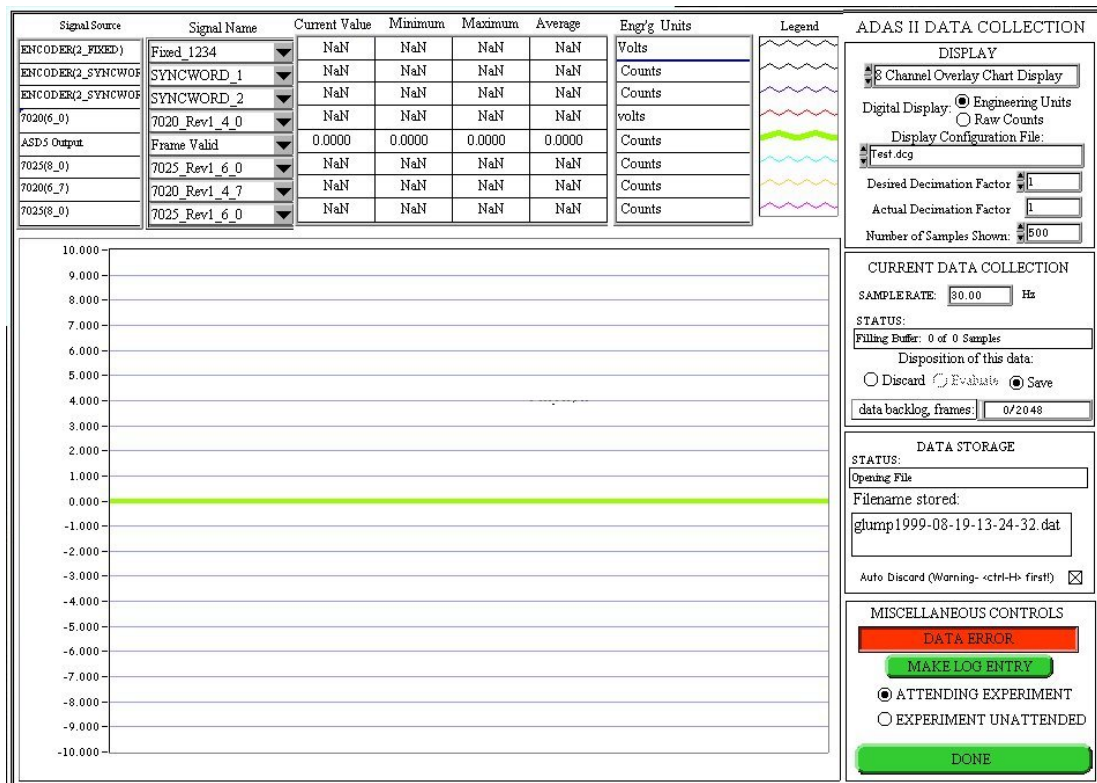 Signal Source Signal Name Current Value Minimum Maximum Average Engr'g Units Legend
ENCODER(2_FIXED) Fixed_1234 NaN NaN NaN NaN Volts
ENCODER(2_SYNCWOR SYNCWORD_1 NaN NaN NaN NaN Counts
ENCODER(2_SYNCWOR SYNCWORD_2 NaN NaN NaN NaN Counts
7020(6_0) 7020_Rev1_4_0 NaN NaN NaN NaN volts
ASD5 Output Frame Valid 0.0000 0.0000 0.0000 0.0000 Counts
7025(8_0) 7025_Rev1_6_0 NaN NaN NaN NaN Counts
7020(6_7) 7020_Rev1_4_7 NaN NaN NaN NaN Counts
7025(8_0) 7025_Rev1_6_0 NaN NaN NaN NaN Counts
10.000
9.000
8.000
7.000
6.000
5.000
4.000
3.000
2.000
1.000
0.000
-1.000
-2.000
-3.000
-4.000
-5.000
-6.000
-7.000
-8.000
-9.000
-10.000
ADAS II DATA COLLECTION
DISPLAY
8 Channel Overlay Chart Display
Digital Display: Engineering Units
Raw Counts
Display Configuration File:
Test.dcg
Desired Decimation Factor 1
Actual Decimation Factor 1
Number of Samples Shown: 500
CURRENT DATA COLLECTION
SAMPLE RATE: 30.00 Hz
STATUS:
Filling Buffer: 0 of 0 Samples
Disposition of this data:
Discard Evaluate Save
data backlog, frames: 0/2048
DATA STORAGE
STATUS:
Opening File
Filename stored:
glump1999-08-19-13-24-32.dat
Auto Discard (Warning- <ctrl-H> first!)
MISCELLANEOUS CONTROLS
DATA ERROR
MAKE LOG ENTRY
ATTENDING EXPERIMENT
EXPERIMENT UNATTENDED
DONE